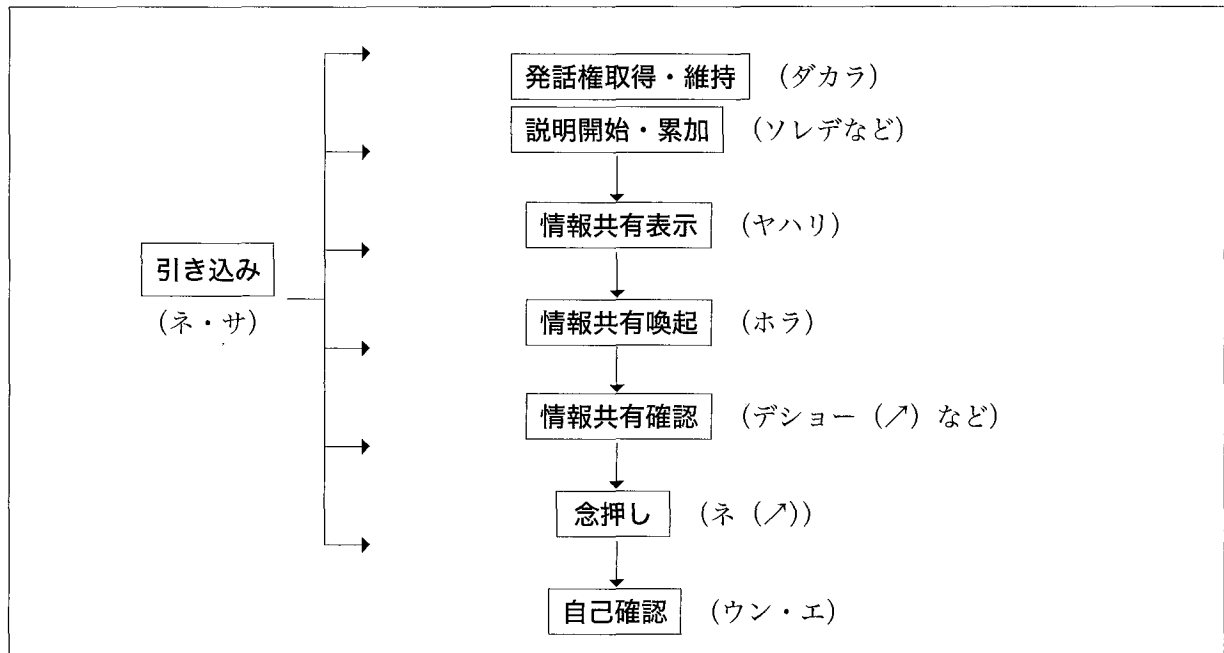 発話権取得・維持 (ダカラ)
説明開始・累加 (ソレデなど)
情報共有表示 (ヤハリ)
引き込み
(ネ・サ)
情報共有喚起 (ホラ)
情報共有確認 (デショー (↗) など)
念押し (ネ (↗))
自己確認 (ウン・エ)